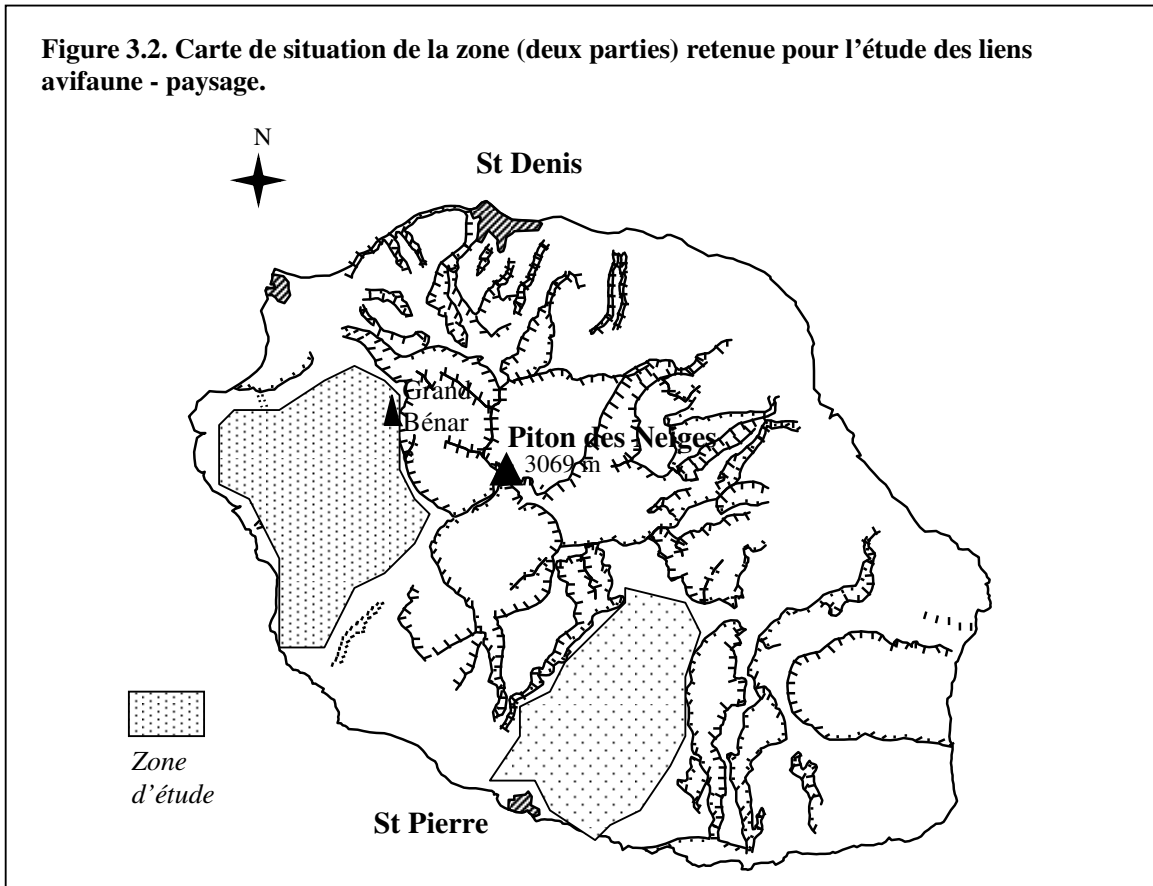 Figure 3.2. Carte de situation de la zone (deux parties) retenue pour l'étude des liens
avifaune - paysage.
N
St Denis
Grand
Bénar
Piton des Neiges
3069 m
Zone
d'étude
St Pierre